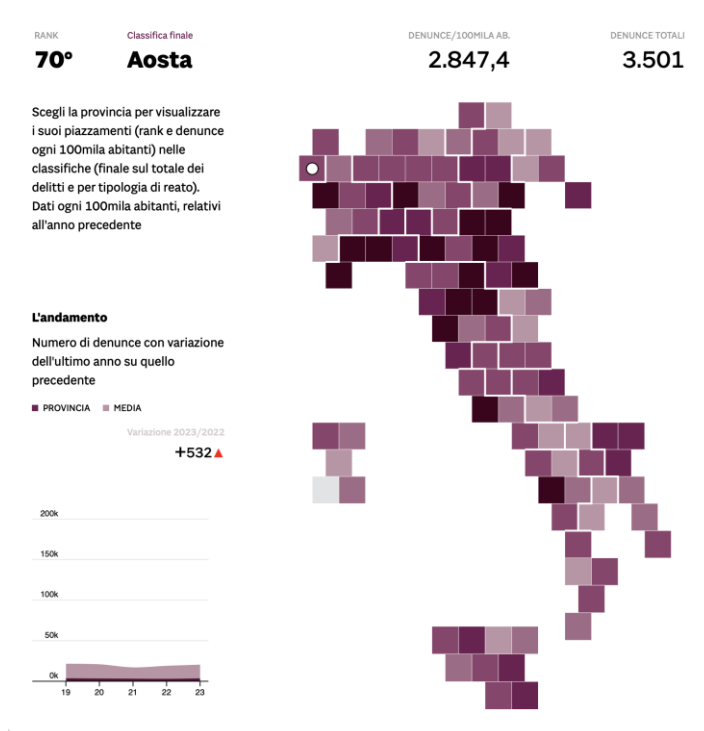 RANK
Classifica finale
DENUNCE/100MILA AB.
DENUNCE TOTALI
70°
Aosta
2.847,4
3.501
Scegli la provincia per visualizzare
i suoi piazzamenti (rank e denunce
ogni 100mila abitanti) nelle
classifiche (finale sul totale dei
delitti e per tipologia di reato).
Dati ogni 100mila abitanti, relativi
all'anno precedente
L'andamento
Numero di denunce con variazione
dell'ultimo anno su quello
precedente
PROVINCIA
MEDIA
Variazione 2023/2022
+532
200k
150k
100k
50k
0k
19 20 21 22 23